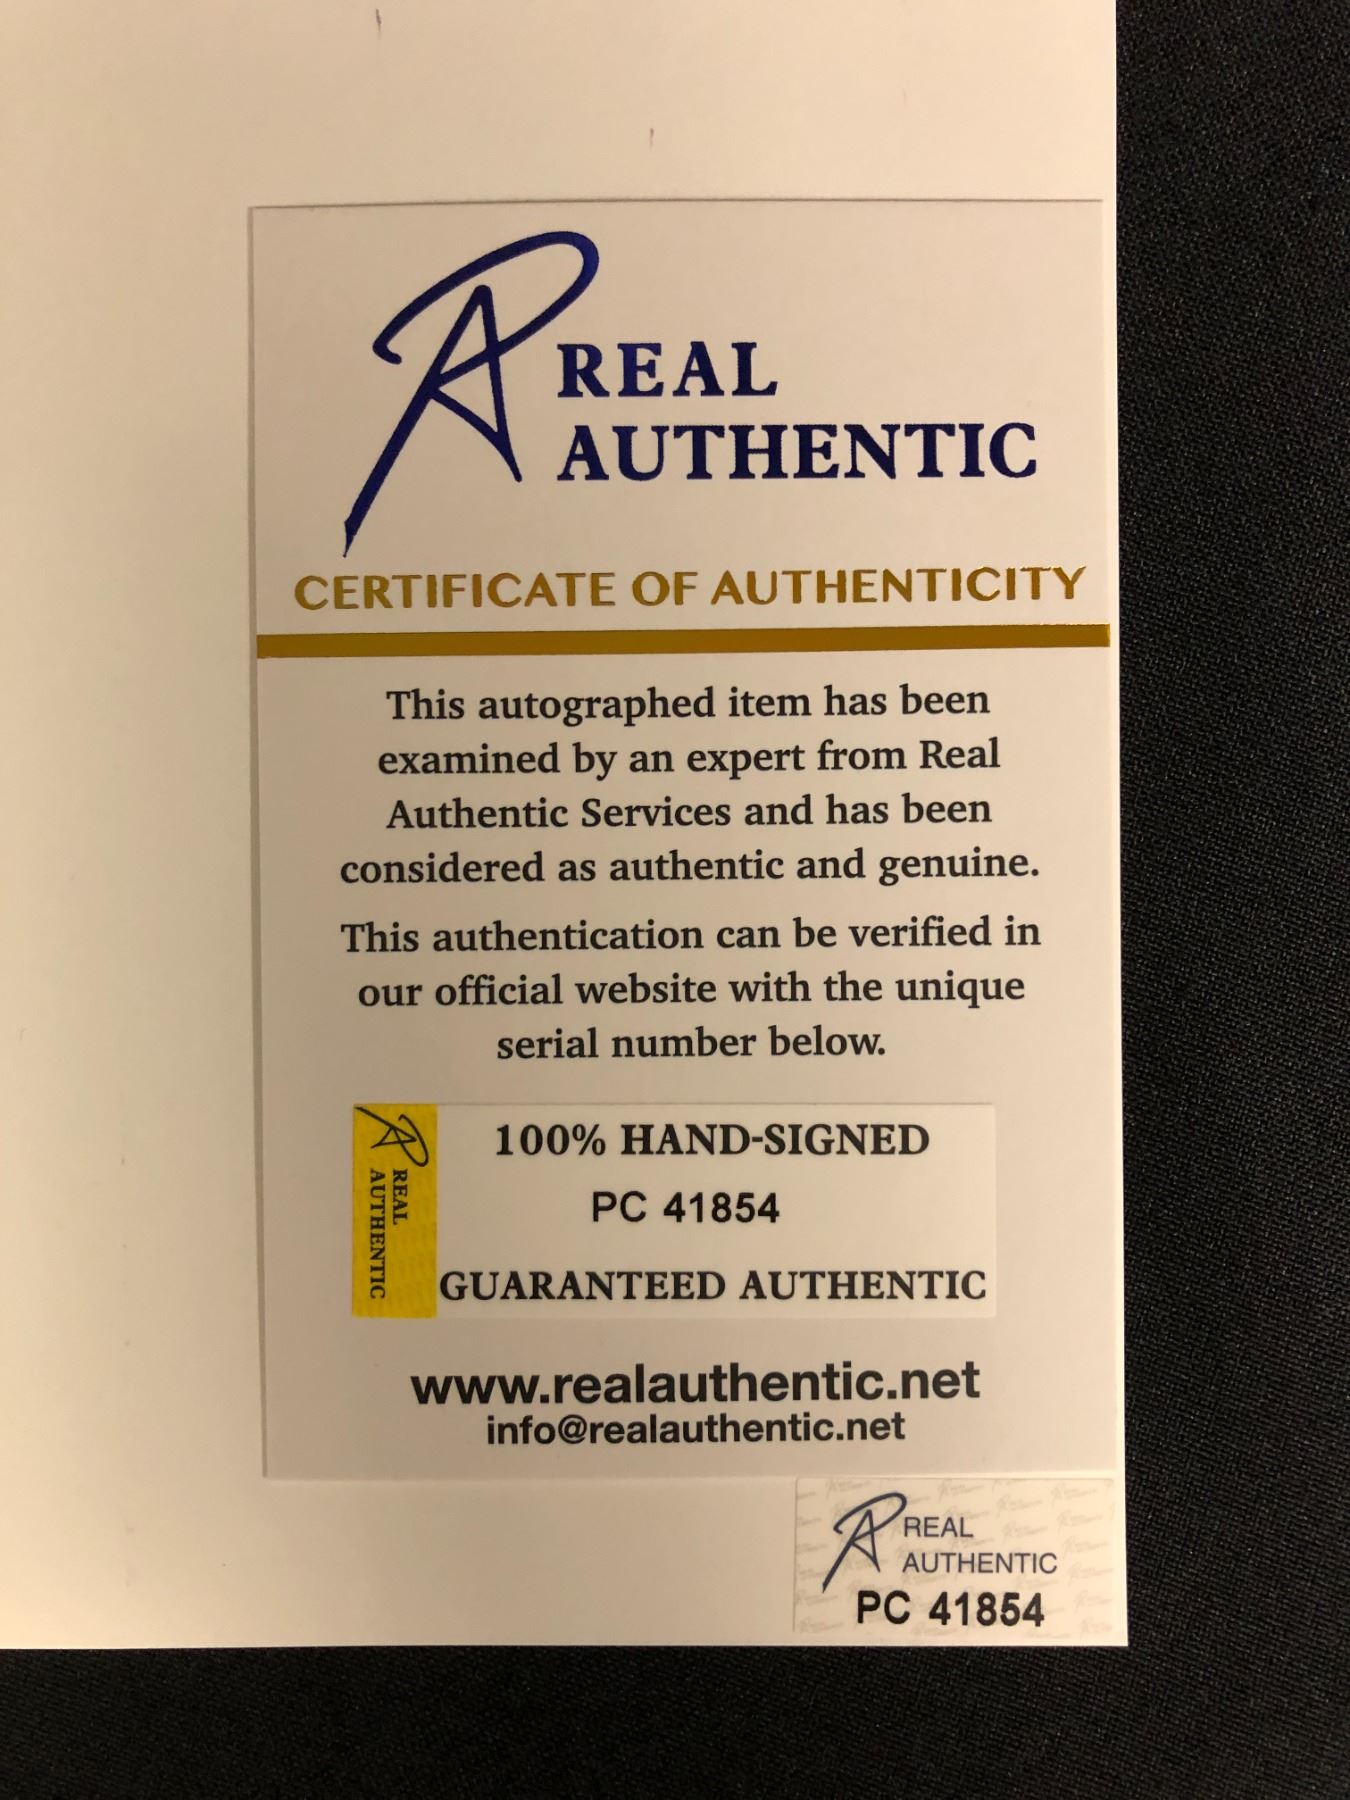 REAL
AUTHENTIC
CERTIFICATE OF AUTHENTICITY
This autographed item has been
examined by an expert from Real
Authentic Services and has been
considered as authentic and genuine.
This authentication can be verified in
our official website with the unique
serial number below.
REAL
AUTHENTIC
100% HAND-SIGNED
PC 41854
GUARANTEED AUTHENTIC
www.realauthentic.net
info@realauthentic.net
REAL
AUTHENTIC
PC 41854